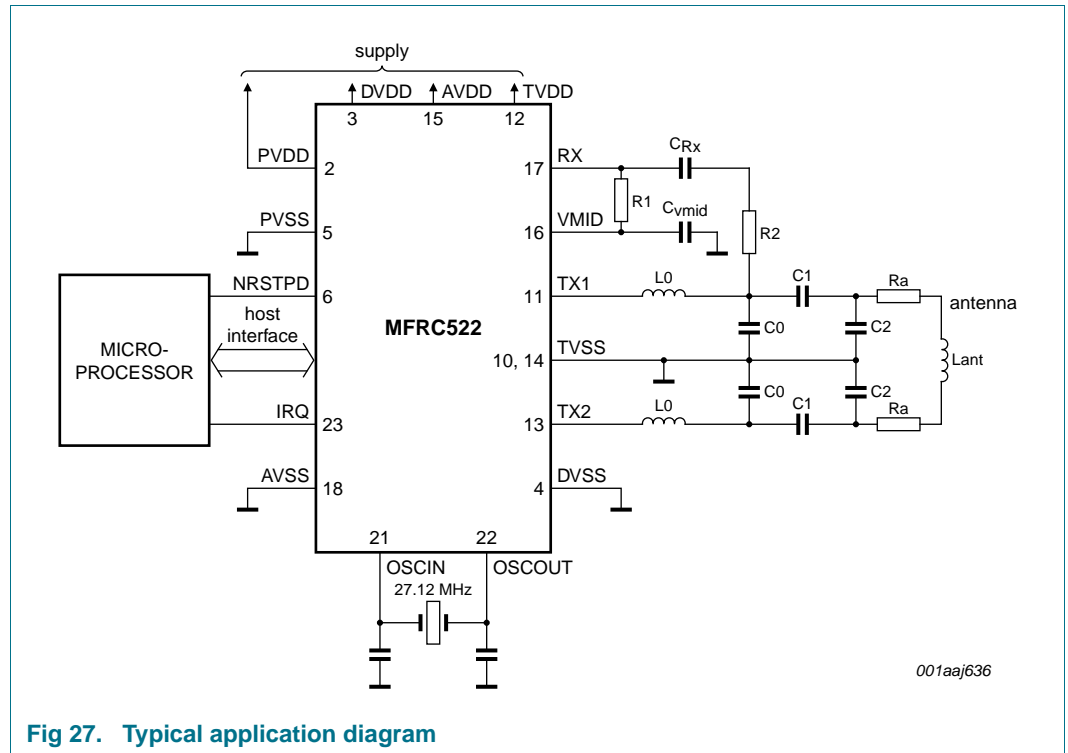 supply
DVDD
AVDD
TVDD
3
15
12
PVDD
2
17
RX
CRx
R1
PVSS
5
16
VMID
Cvmid
R2
NRSTPD
6
11
TX1
L0
C1
Ra
antenna
host
interface
MICRO-
PROCESSOR
MFRC522
C0
C2
10, 14
TVSS
Lant
C0
C2
IRQ
23
13
TX2
L0
C1
Ra
AVSS
18
4
DVSS
21
22
OSCIN
OSCOUT
27.12 MHz
001aaj636
Fig 27. Typical application diagram